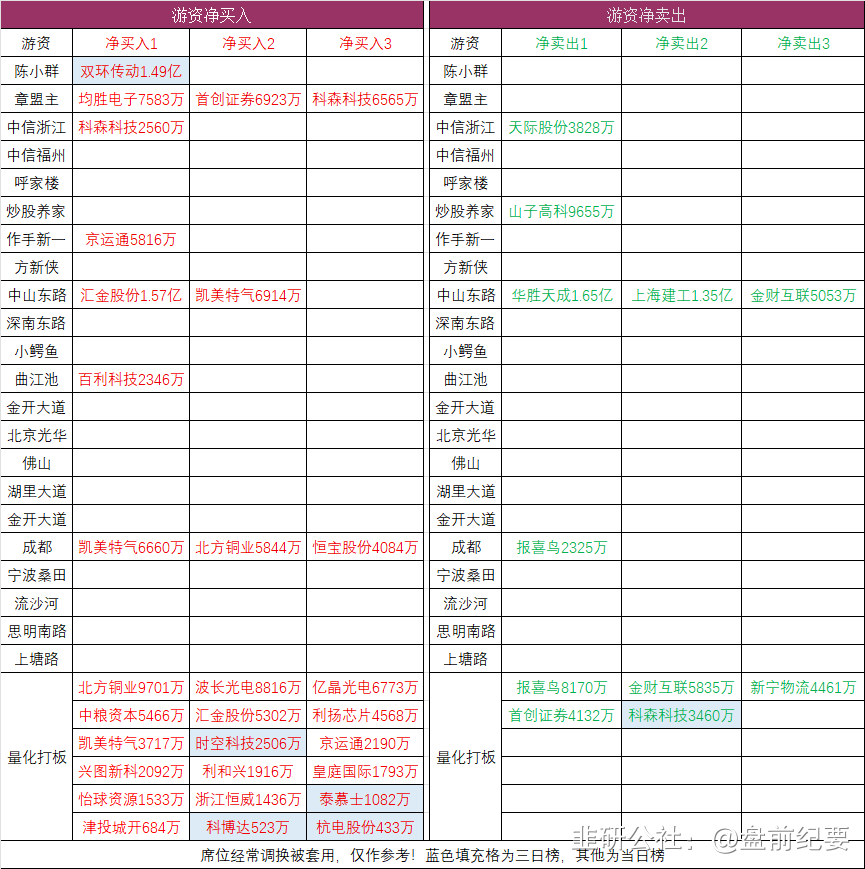 游资净买入 游资净卖出
游资 净买入1 净买入2 净买入3 游资 净卖出1 净卖出2 净卖出3
陈小群 双环传动1.49亿 陈小群
章盟主 均胜电子7583万 首创证券6923万 科森科技6565万 章盟主
中信浙江 科森科技2560万 中信浙江 天际股份3828万
中信福州 中信福州
呼家楼 呼家楼
炒股养家 炒股养家 山子高科9655万
作手新一 京运通5816万 作手新一
方新侠 方新侠
中山东路 汇金股份1.57亿 凯美特气6914万 中山东路 华胜天成1.65亿 上海建工1.35亿 金财互联5053万
深南东路 深南东路
小鳄鱼 小鳄鱼
曲江池 百利科技2346万 曲江池
金开大道 金开大道
北京光华 北京光华
佛山 佛山
湖里大道 湖里大道
金开大道 金开大道
成都 凯美特气6660万 北方铜业5844万 恒宝股份4084万 成都 报喜鸟2325万
宁波桑田 宁波桑田
流沙河 流沙河
思明南路 思明南路
上塘路 上塘路
北方铜业9701万 波长光电8816万 亿晶光电6773万 报喜鸟8170万 金财互联5835万 新宁物流4461万
中粮资本5466万 汇金股份5302万 利扬芯片4568万 首创证券4132万 科森科技3460万
凯美特气3717万 时空科技2506万 京运通2190万
量化打板 量化打板
兴图新科2092万 利和兴1916万 皇庭国际1793万
怡球资源1533万 浙江恒威1436万 泰慕士1082万
津投城开684万 科博达523万 杭电股份433万
韭研公社：@盘前纪要
席位经常调换被套用，仅作参考！蓝色填充格为三日榜，其他为当日榜